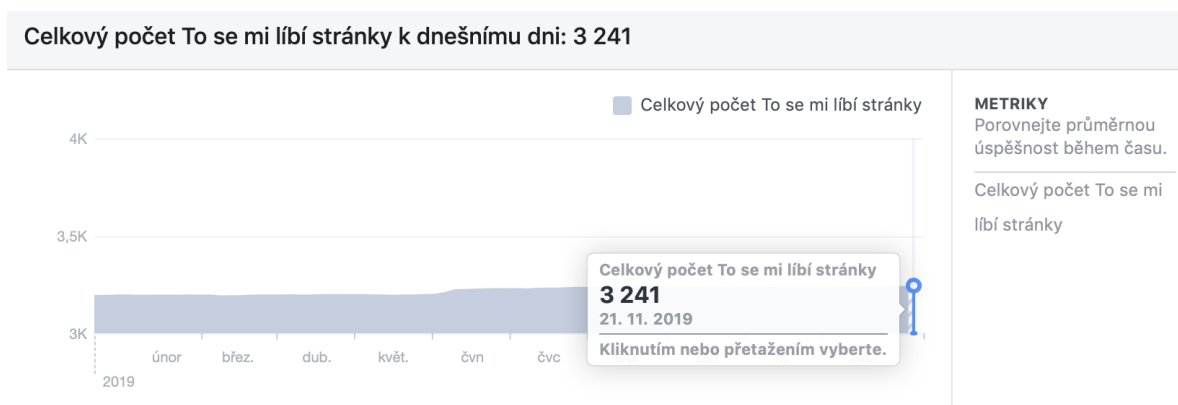 Celkový počet To se mi líbí stránky k dnešnímu dni: 3 241
Celkový počet To se mi líbí stránky
4K
3,5K
3K
únor břez. dub. květ. čvn čvc
2019
Celkový počet To se mi líbí stránky
3 241
21. 11. 2019
Kliknutím nebo přetažením vyberte.
METRIKY
Porovnejte průměrnou
úspěšnost během času.
Celkový počet To se mi
líbí stránky